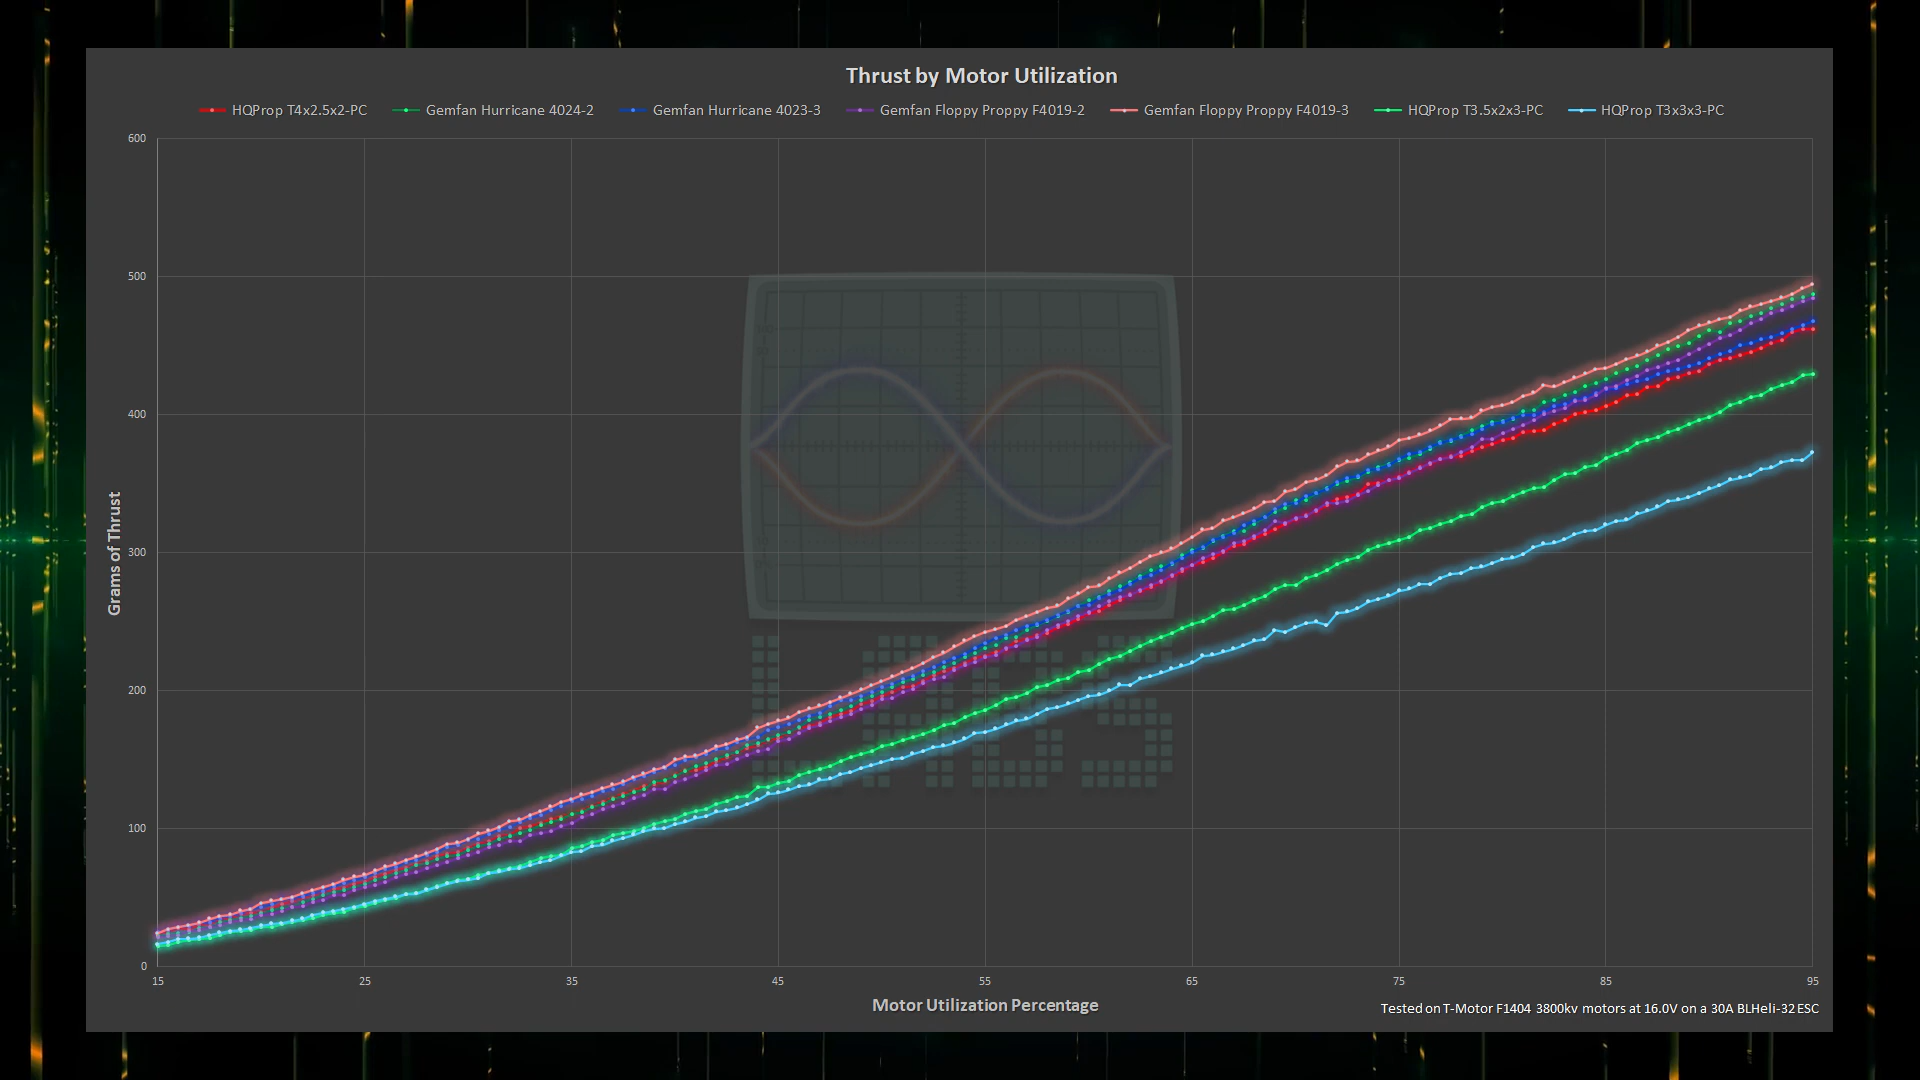 Thrust by Motor Utilization
HQProp T4x2.5x2-PC
Gemfan Hurricane 4024-2
Gemfan Hurricane 4023-3
Gemfan Floppy Proppy F4019-2
Gemfan Floppy Proppy F4019-3
HQProp T3.5x2x3-PC
HQProp T3x3x3-PC
600
500
400
300
200
100
0
Grams of Thrust
15
25
35
45
55
65
75
85
95
Motor Utilization Percentage
Tested on T-Motor F1404 3800kv motors at 16.0V on a 30A BLHeli-32 ESC